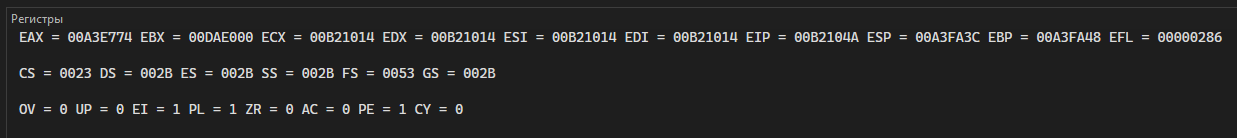 Регистры
EAX = 00A3E774 EBX = 00DAE000 ECX = 00B21014 EDX = 00B21014 ESI = 00B21014 EDI = 00B21014 EIP = 00B2104A ESP = 00A3FA3C EBP = 00A3FA48 EFL = 00000286
CS = 0023 DS = 002B ES = 002B SS = 002B FS = 0053 GS = 002B
OV = 0 UP = 0 EI = 1 PL = 1 ZR = 0 AC = 0 PE = 1 CY = 0